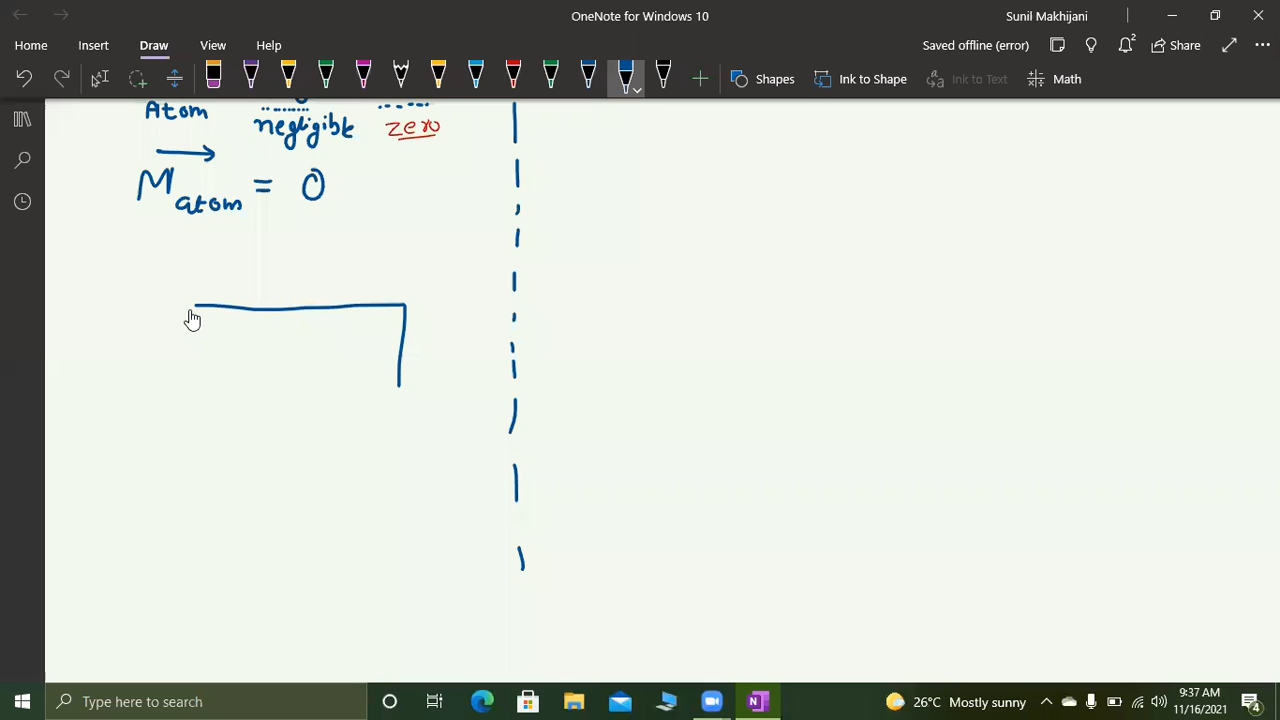 OneNote for Windows 10
Sunil Makhijani
Home Insert Draw View Help
Saved offline (error)
Share
Shapes
Ink to Shape
Ink to Text
Math
Atom
negligible
zero
M atom = 0
Type here to search
26°C Mostly sunny
9:37 AM
11/16/2021
4